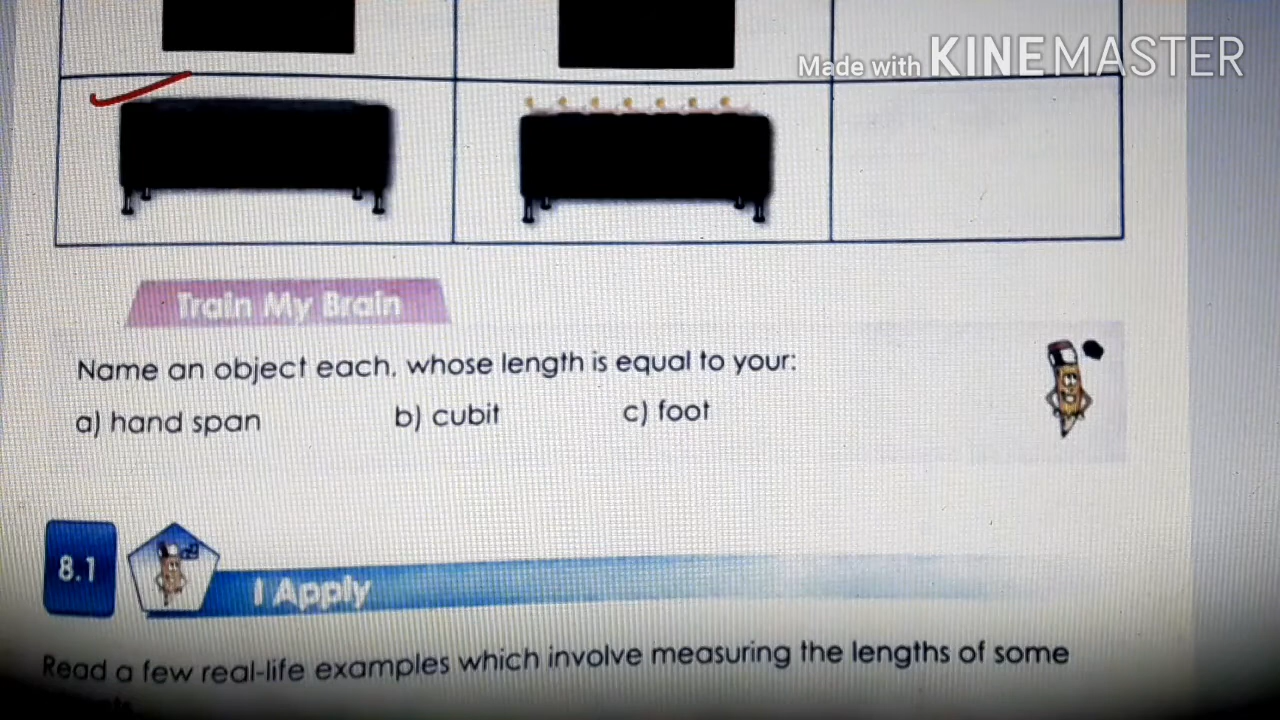 Made with KINEMASTER
Train My Brain
Name an object each, whose length is equal to your:
a) hand span b) cubit c) foot
8.1
I Apply
Read a few real-life examples which involve measuring the lengths of some